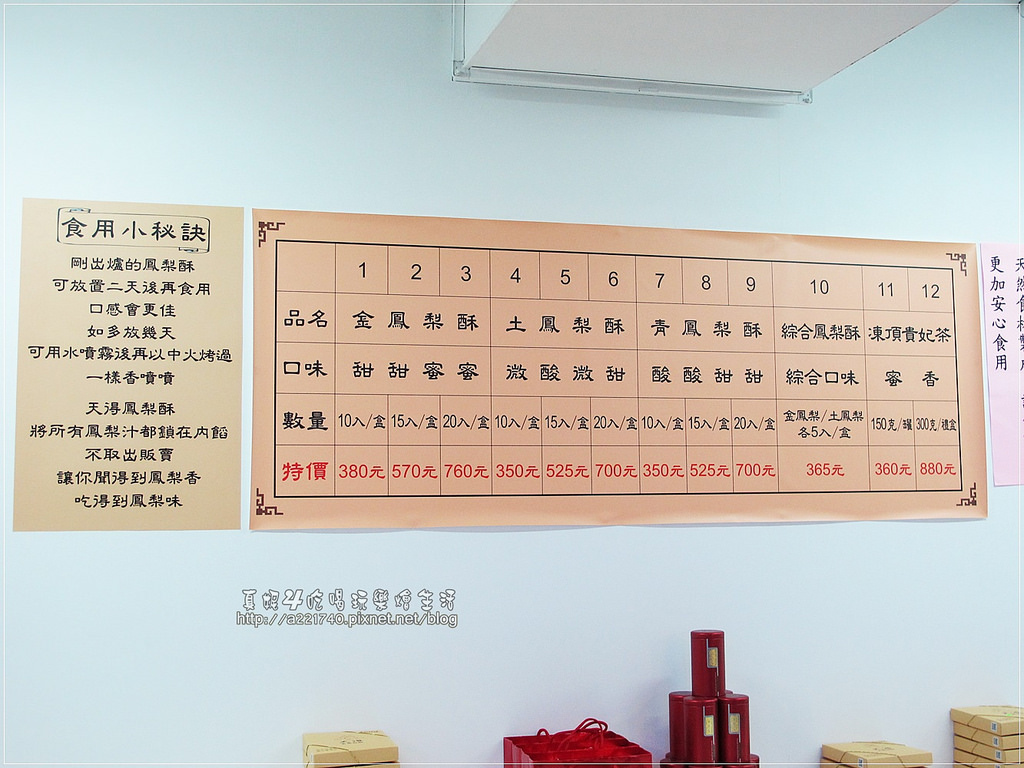 食用小秘訣
剛出爐的鳳梨酥
可放置二天後再食用
口感會更佳
如多放幾天
可用水噴霧後再以中火烤過
一樣香噴噴
天得鳳梨酥
將所有鳳梨汁都鎖在內餡
不取出販賣
讓你聞得到鳳梨香
吃得到鳳梨味
1 2 3 4 5 6 7 8 9 10 11 12
品名 金鳳梨酥 土鳳梨酥 青鳳梨酥 綜合鳳梨酥 凍頂貴妃茶
口味 甜甜蜜蜜 微酸微甜 酸酸甜甜 綜合口味 蜜香
數量 10入/盒 15入/盒 20入/盒 10入/盒 15入/盒 20入/盒 10入/盒 15入/盒 20入/盒 金鳳梨/土鳳梨 各5入/盒 150克/罐 300克/禮盒
特價 380元 570元 760元 350元 525元 700元 350元 525元 700元 365元 360元 880元
更加安心食用
http://a221740.pixnet.net/blog